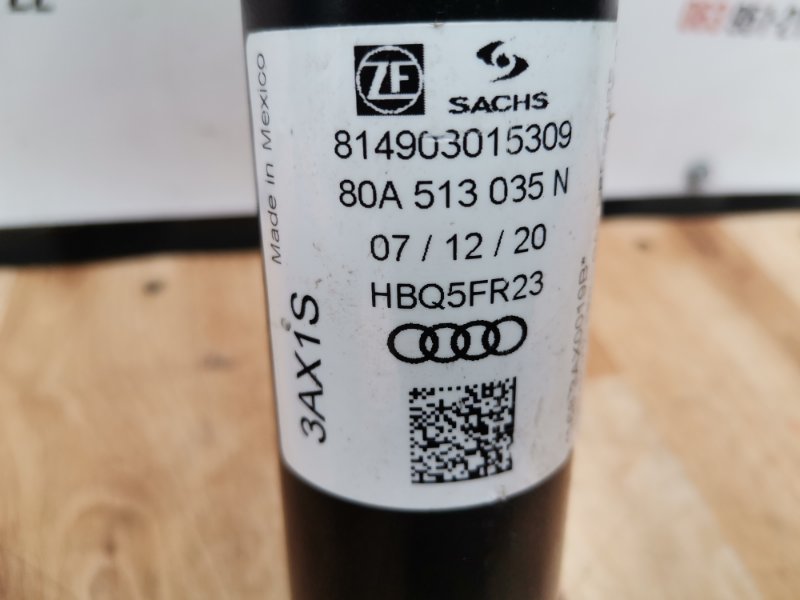 ZF
SACHS
814903015309
80A 513 035 N
07 / 12 / 20
HBQ5FR23
Made in Mexico
3AX1S